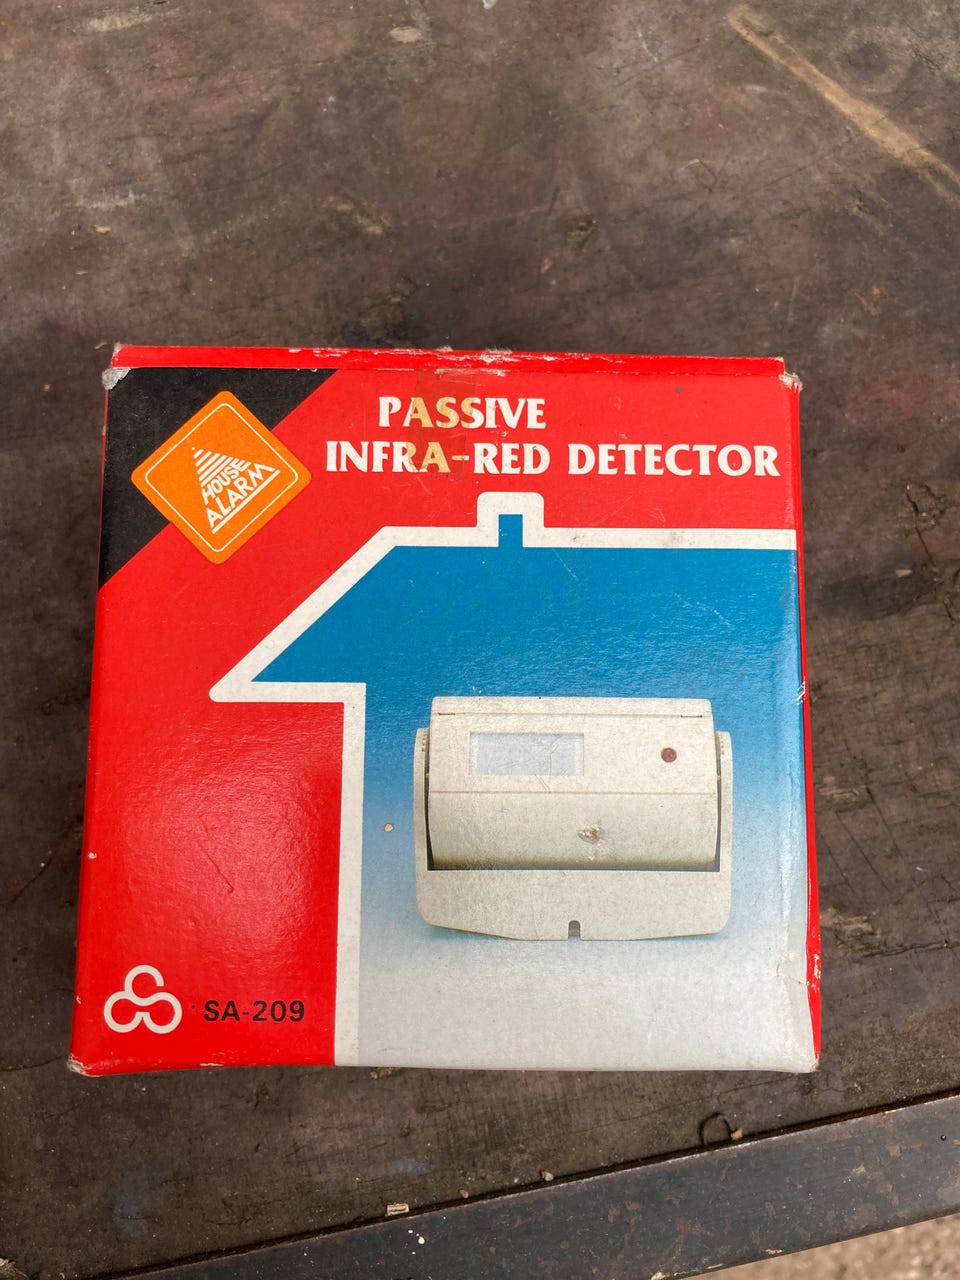 PASSIVE
INFRA-RED DETECTOR
HOUSE
ALARM
SA-209